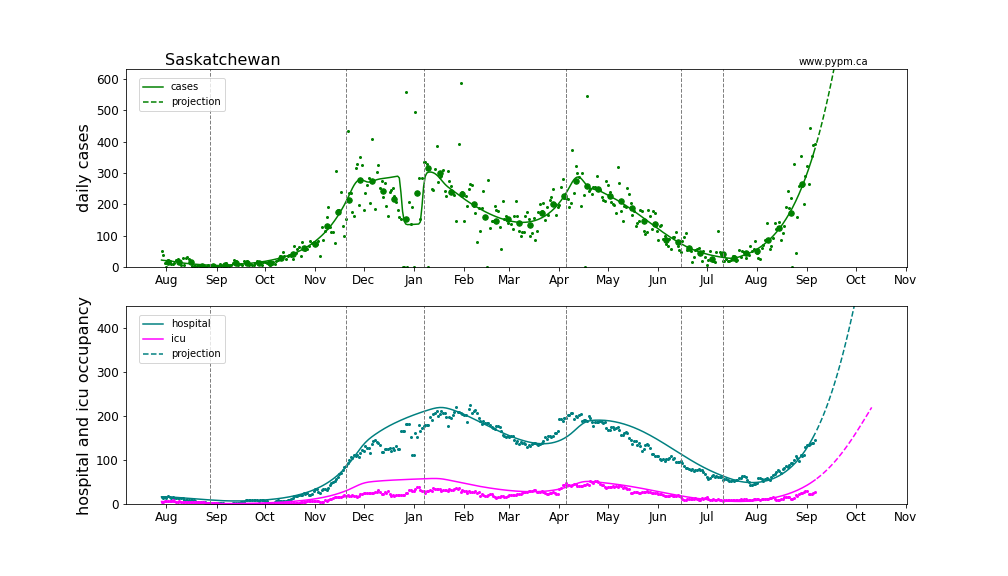 Saskatchewan
www.pypm.ca
daily cases
600
500
400
300
200
100
0
cases
projection
Aug Sep Oct Nov Dec Jan Feb Mar Apr May Jun Jul Aug Sep Oct Nov
hospital and icu occupancy
400
300
200
100
0
hospital
icu
projection
Aug Sep Oct Nov Dec Jan Feb Mar Apr May Jun Jul Aug Sep Oct Nov